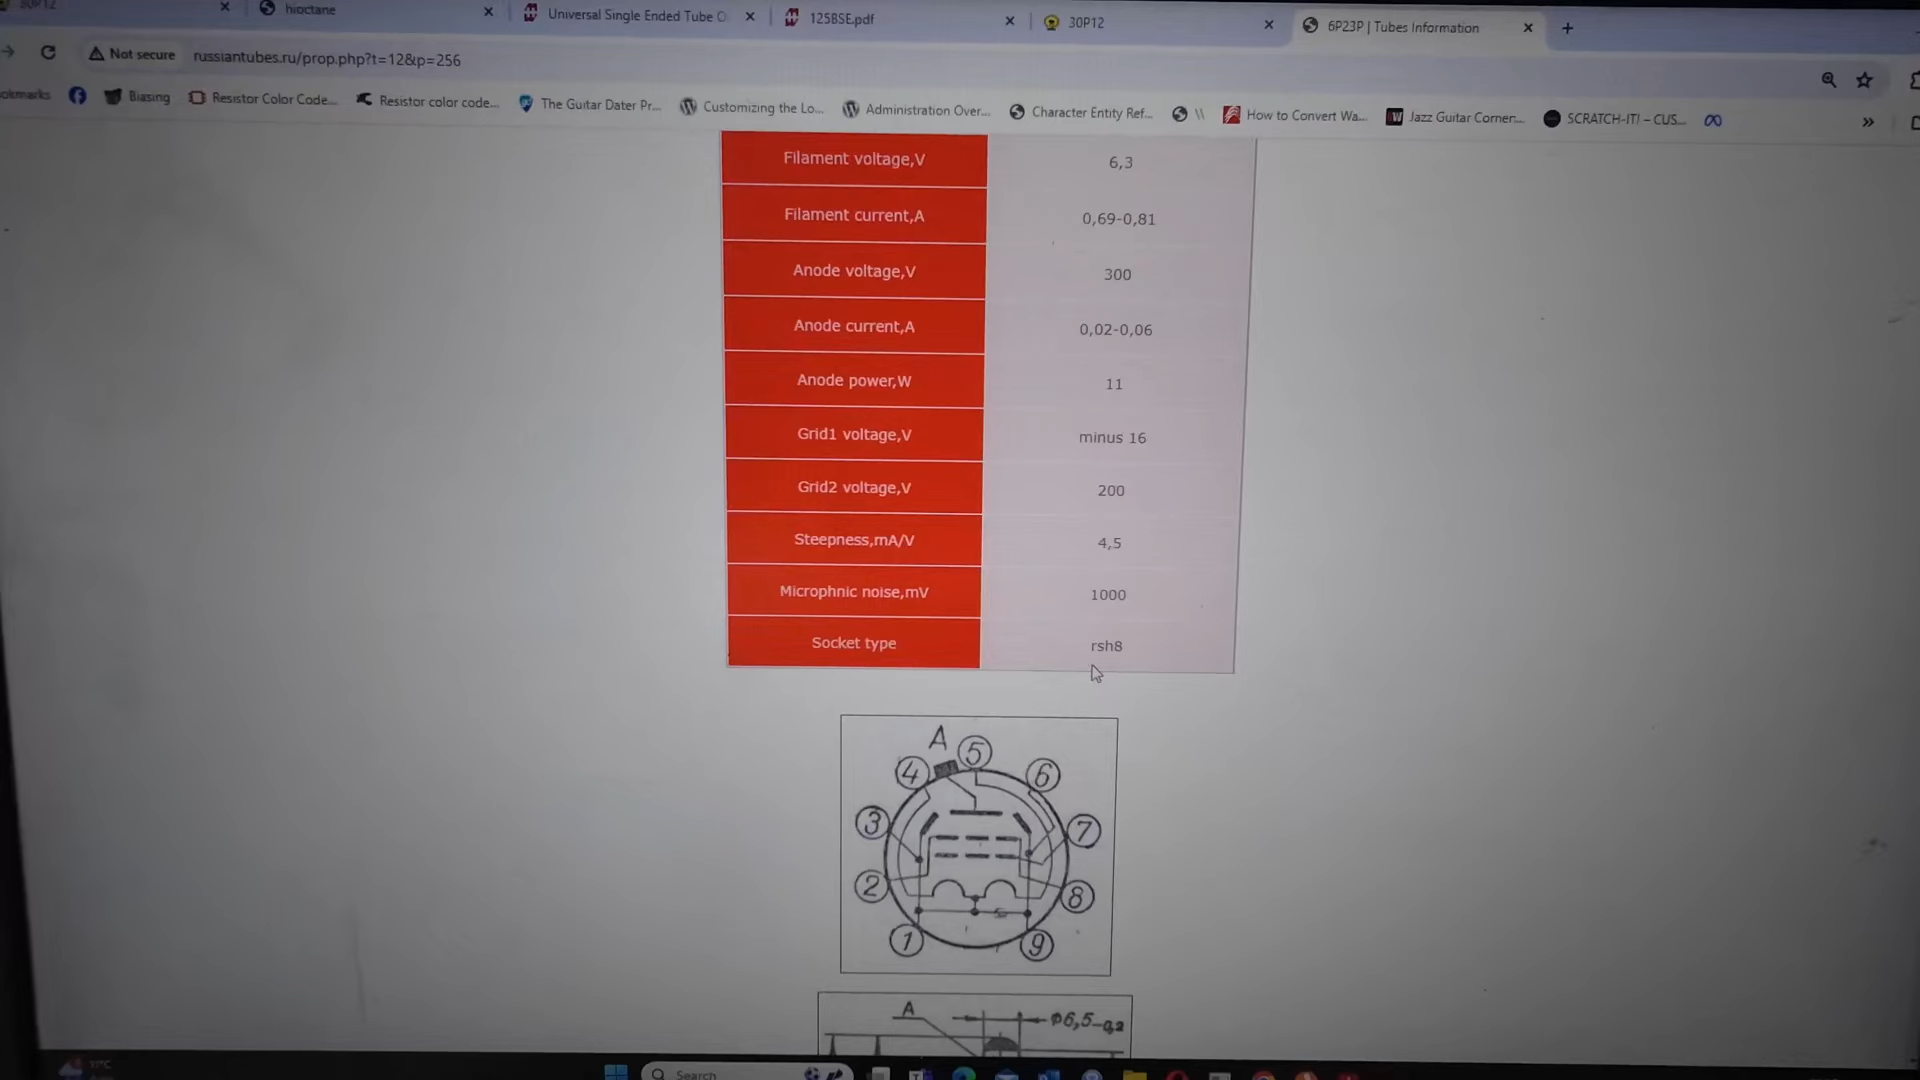 30P12
hioctane
Universal Single Ended Tube O
125BSE.pdf
30P12
6P23P | Tubes Information
Not secure
russiantubes.ru/prop.php?t=12&p=256
Biasing
Resistor Color Code...
Resistor color code...
The Guitar Dater Pr...
Customizing the Lo...
Administration Over...
Character Entity Ref...
\\
How to Convert Wa...
Jazz Guitar Corner:...
SCRATCH-IT! – CUS...
»
Filament voltage,V 6,3
Filament current,A 0,69-0,81
Anode voltage,V 300
Anode current,A 0,02-0,06
Anode power,W 11
Grid1 voltage,V minus 16
Grid2 voltage,V 200
Steepness,mA/V 4,5
Microphnic noise,mV 1000
Socket type rsh8
A
5
4
6
3
7
2
8
1
9
A
φ6,5-0,2
Search